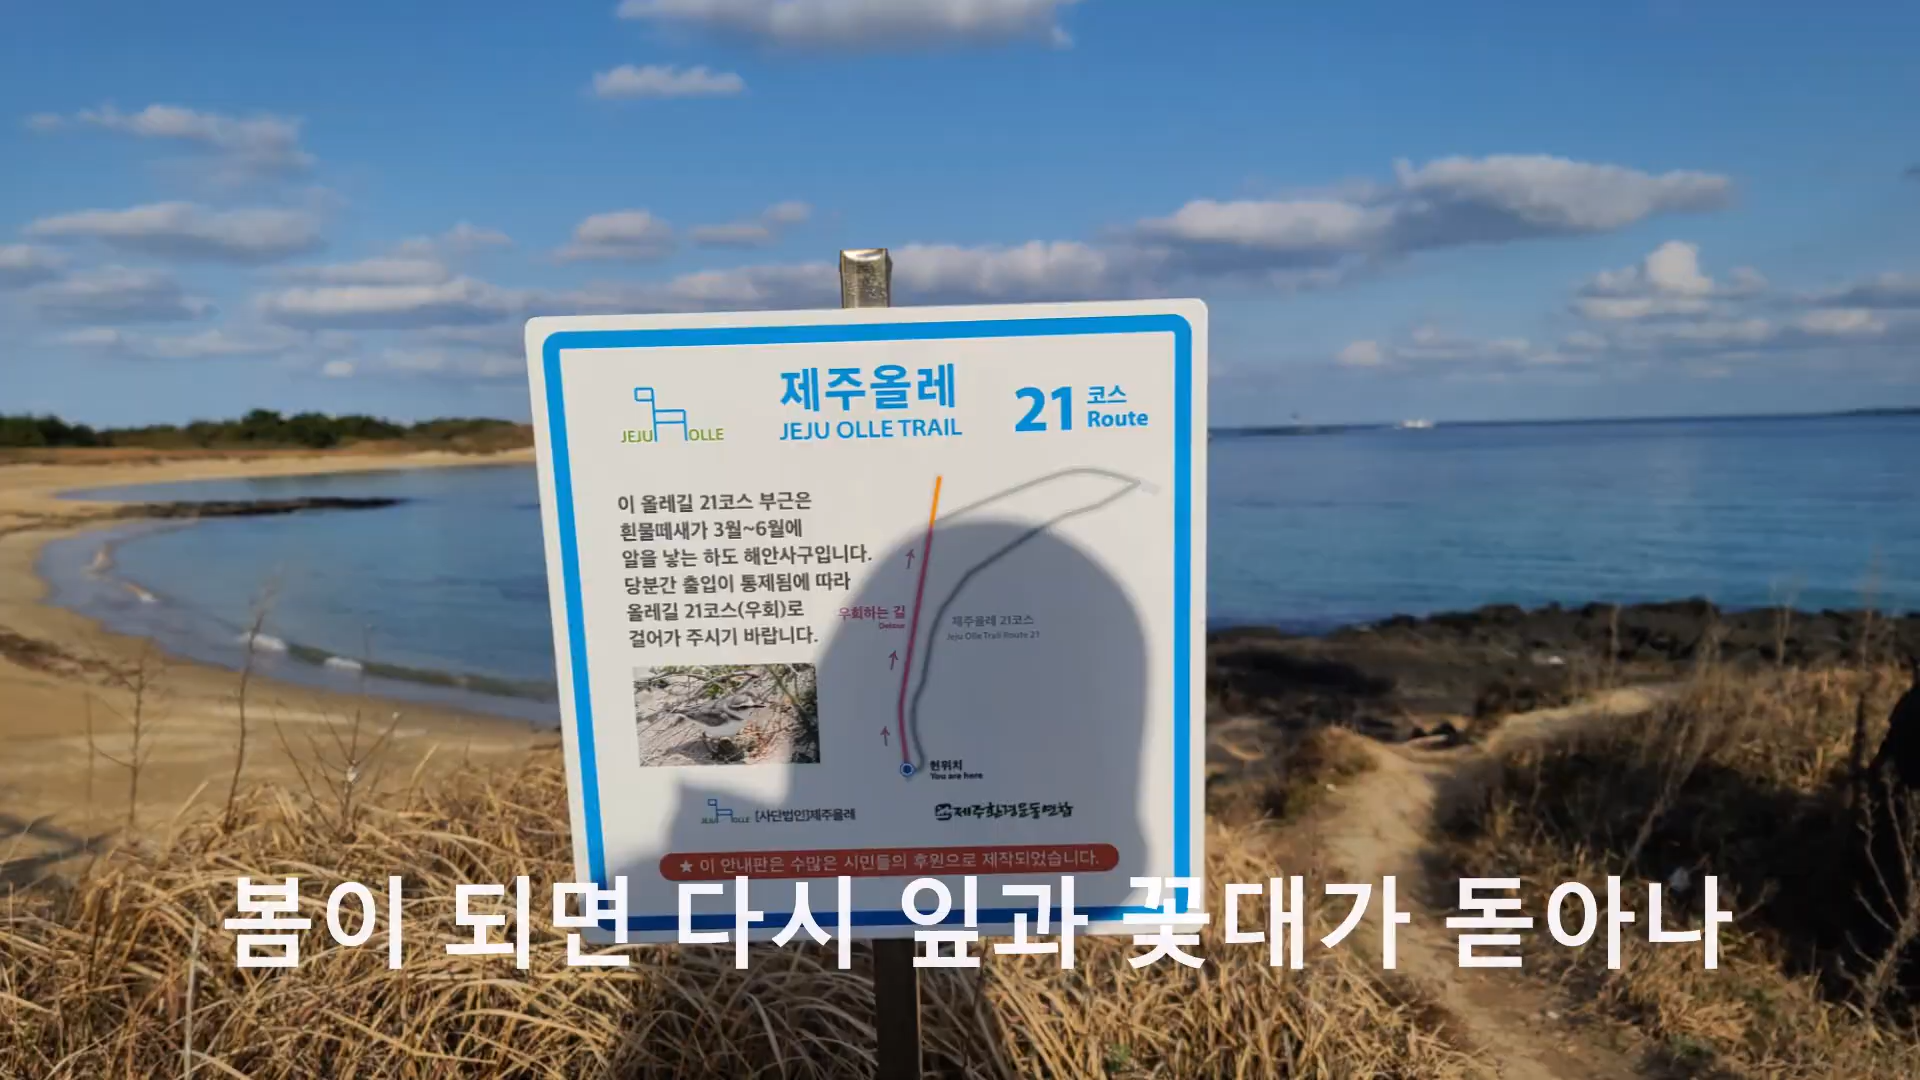 JEJU OLLE
제주올레
JEJU OLLE TRAIL
21 코스
Route
이 올레길 21코스 부근은
흰물떼새가 3월~6월에
알을 낳는 하도 해안사구입니다.
당분간 출입이 통제됨에 따라
올레길 21코스(우회)로
걸어가 주시기 바랍니다.
우회하는 길
Detour
제주올레 21코스
Jeju Olle Trail Route 21
현위치
You are here
JEJU OLLE [사단법인]제주올레
제주환경운동연합
★ 이 안내판은 수많은 시민들의 후원으로 제작되었습니다.
봄이 되면 다시 잎과 꽃대가 돋아나